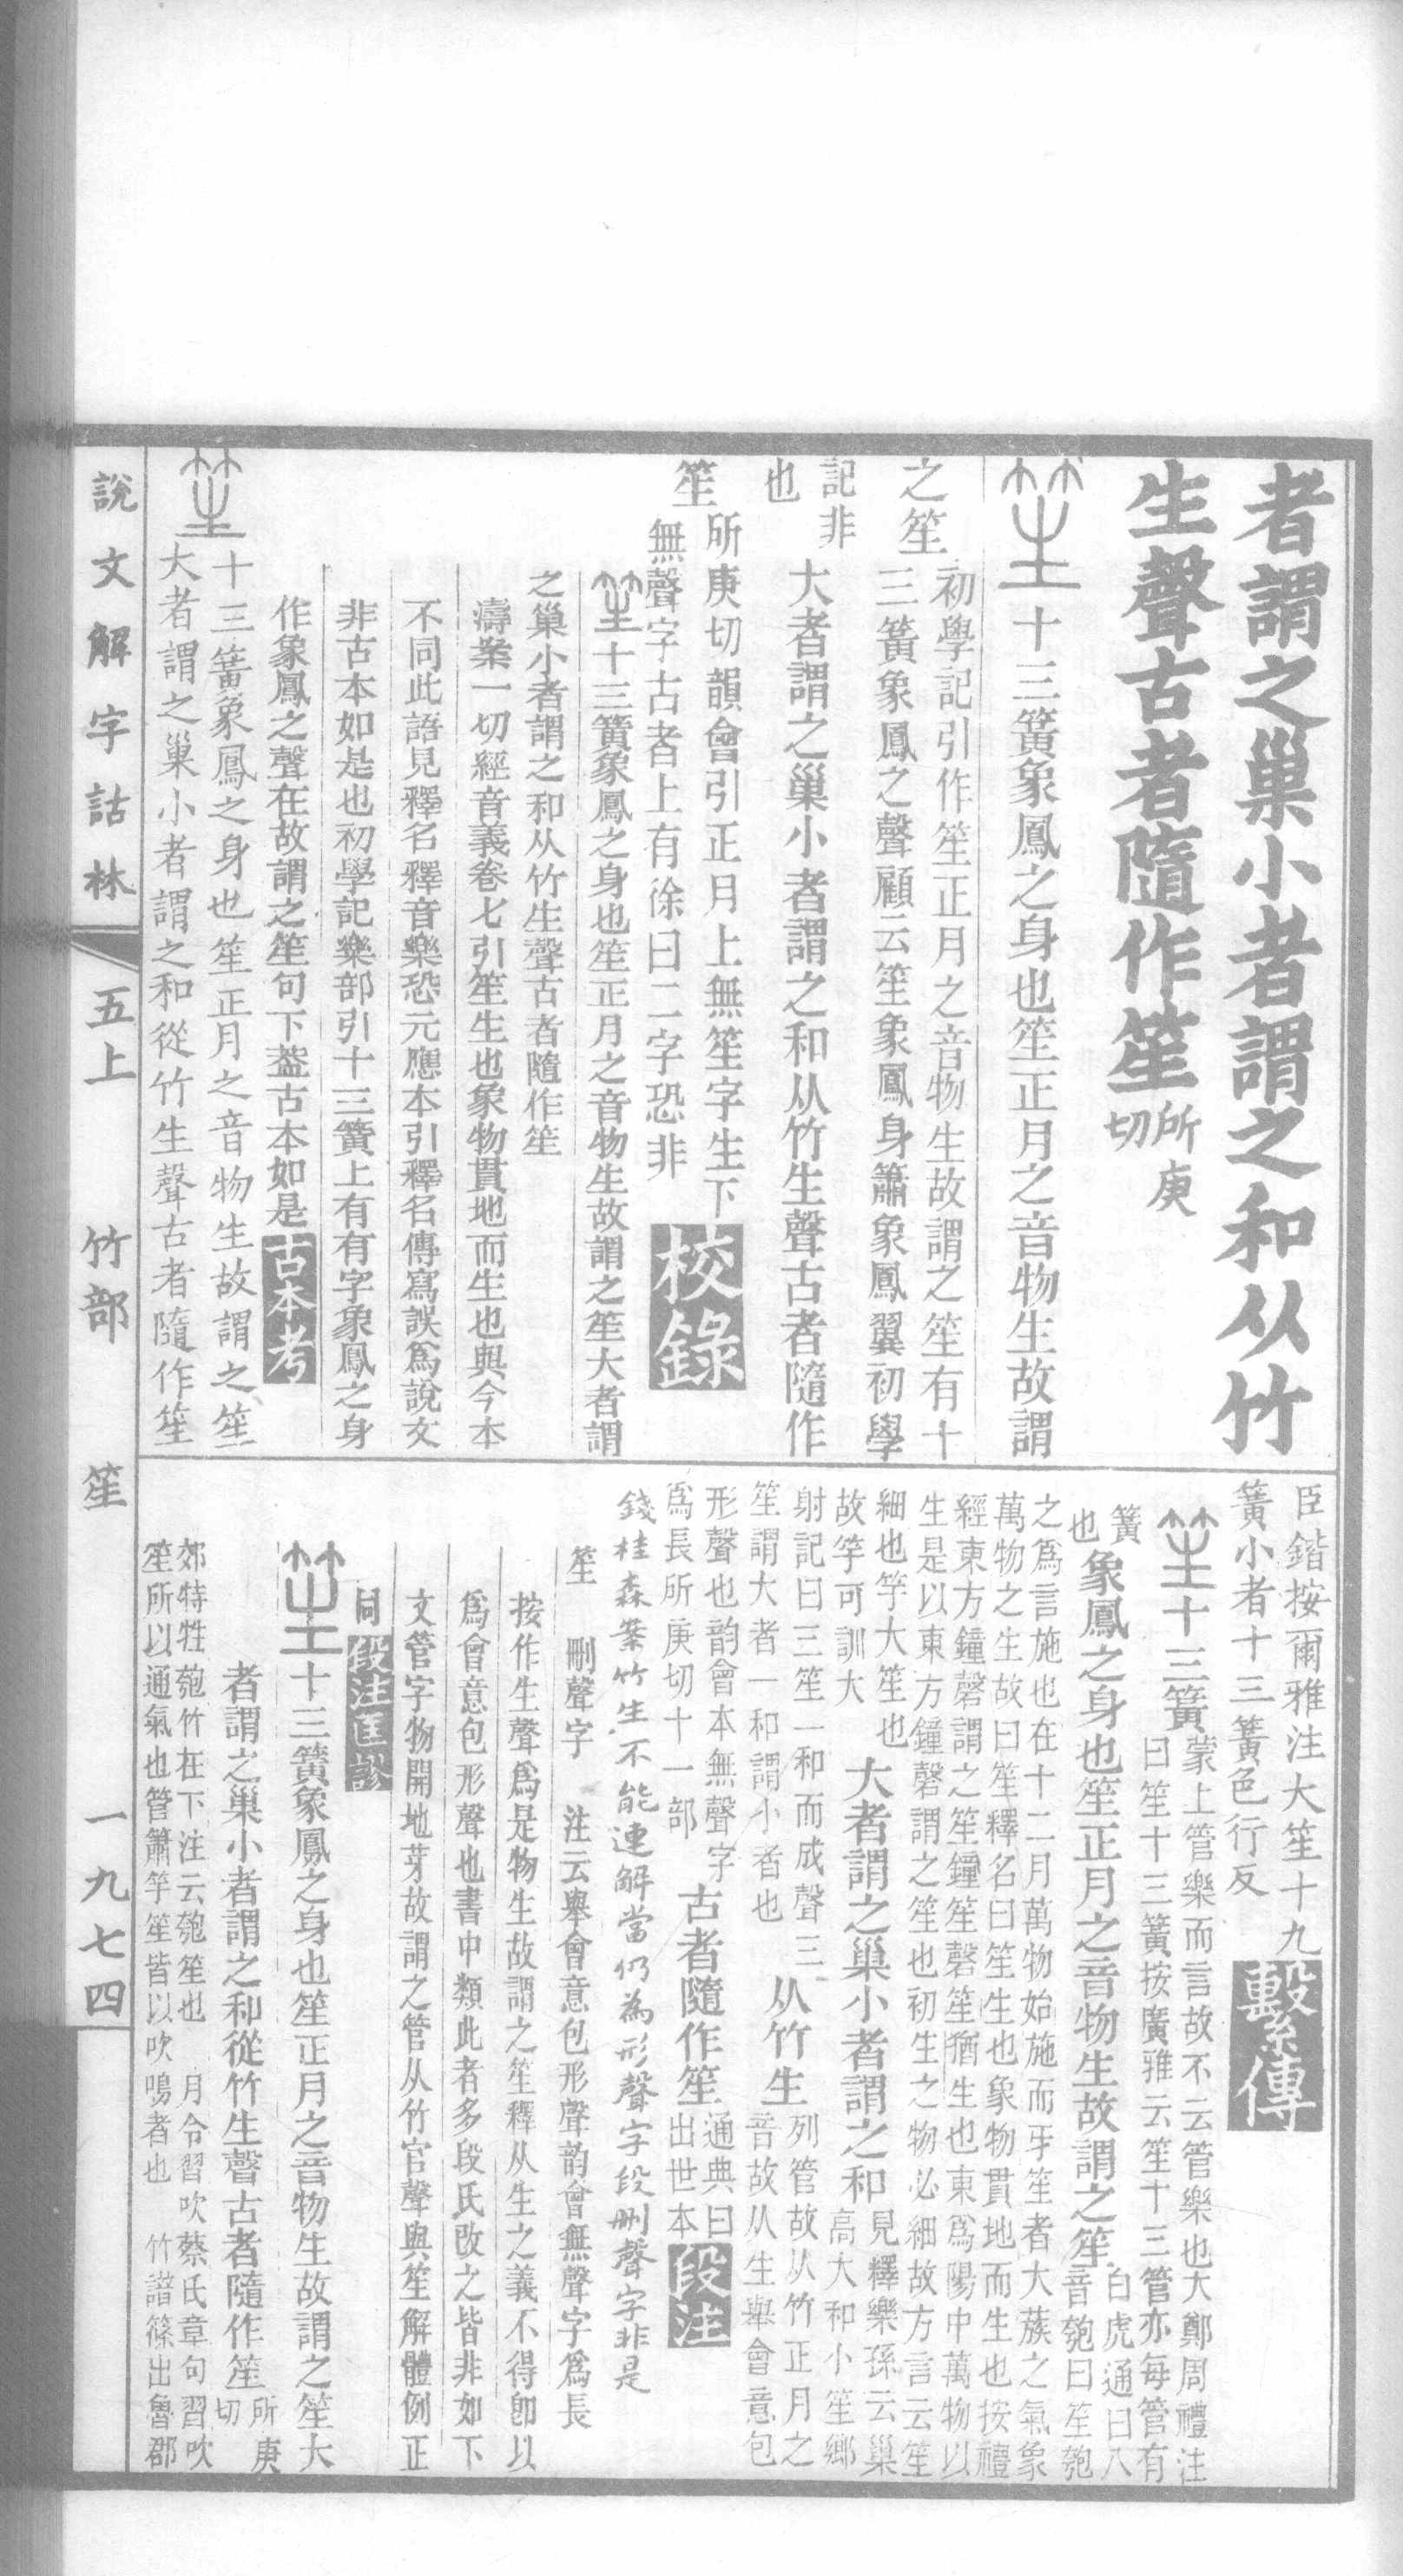 者謂之巢小者謂之和从竹
生聲古者隨作笙所庚切
笙十三簧象鳳之身也笙正月之音物生故謂
之笙初學記引作笙正月之音物生故謂之笙有十
三簧象鳳之聲顧云笙象鳳身簫象鳳翼初學
記非大者謂之巢小者謂之和从竹生聲古者隨作
也
笙所庚切韻會引正月上無笙字生下
無聲字古者上有徐曰二字恐非校錄
笙十三簧象鳳之身也笙正月之音物生故謂之笙大者謂
之巢小者謂之和从竹生聲古者隨作笙
濤案一切經音義卷七引笙生也象物貫地而生也與今本
不同此語見釋名釋音樂恐元應本引釋名傳寫誤爲說文
非古本如是也初學記樂部引十三簧上有有字象鳳之身
作象鳳之聲在故謂之笙句下蓋古本如是古本考
笙十三簧象鳳之身也笙正月之音物生故謂之笙
大者謂之巢小者謂之和從竹生聲古者隨作笙
臣鍇按爾雅注大笙十九
簧小者十三簧色行反繫傳
笙十三簧蒙上管樂而言故不云管樂也大鄭周禮注
曰笙十三簧按廣雅云笙十三管亦每管有
簧也象鳳之身也笙正月之音物生故謂之笙白虎通曰八
音匏曰笙匏
之爲言施也在十二月萬物始施而牙笙者大蔟之氣象
萬物之生故曰笙釋名曰笙生也象物貫地而生也按禮
經東方鐘磬謂之笙鐘笙磬笙猶生也東爲陽中萬物以
生是以東方鐘磬謂之笙也初生之物必細故方言云笙
細也竽大笙也
故竽可訓大大者謂之巢小者謂之和見釋樂孫云巢
高大和小笙鄉
射記曰三笙一和而成聲三
笙謂大者一和謂小者也从竹生列管故从竹正月之
音故从生舉會意包
形聲也韵會本無聲字
爲長所庚切十一部古者隨作笙通典曰
出世本段注
錢桂森案竹生不能連解當仍為形聲字段刪聲字非是
笙 刪聲字 注云舉會意包形聲韵會無聲字爲長
按作生聲爲是物生故謂之笙釋从生之義不得卽以
爲會意包形聲也書中類此者多段氏改之皆非如下
文管字物開地芽故謂之管从竹官聲與笙解體例正
同段注匡謬
笙十三簧象鳳之身也笙正月之音物生故謂之笙大
者謂之巢小者謂之和從竹生聲古者隨作笙所庚切
郊特牲匏竹在下注云匏笙也 月令習吹蔡氏章句習吹
笙所以通氣也管簫竽笙皆以吹鳴者也 竹譜篠出魯郡
說文解字詁林 五上 竹部 笙 一九七四